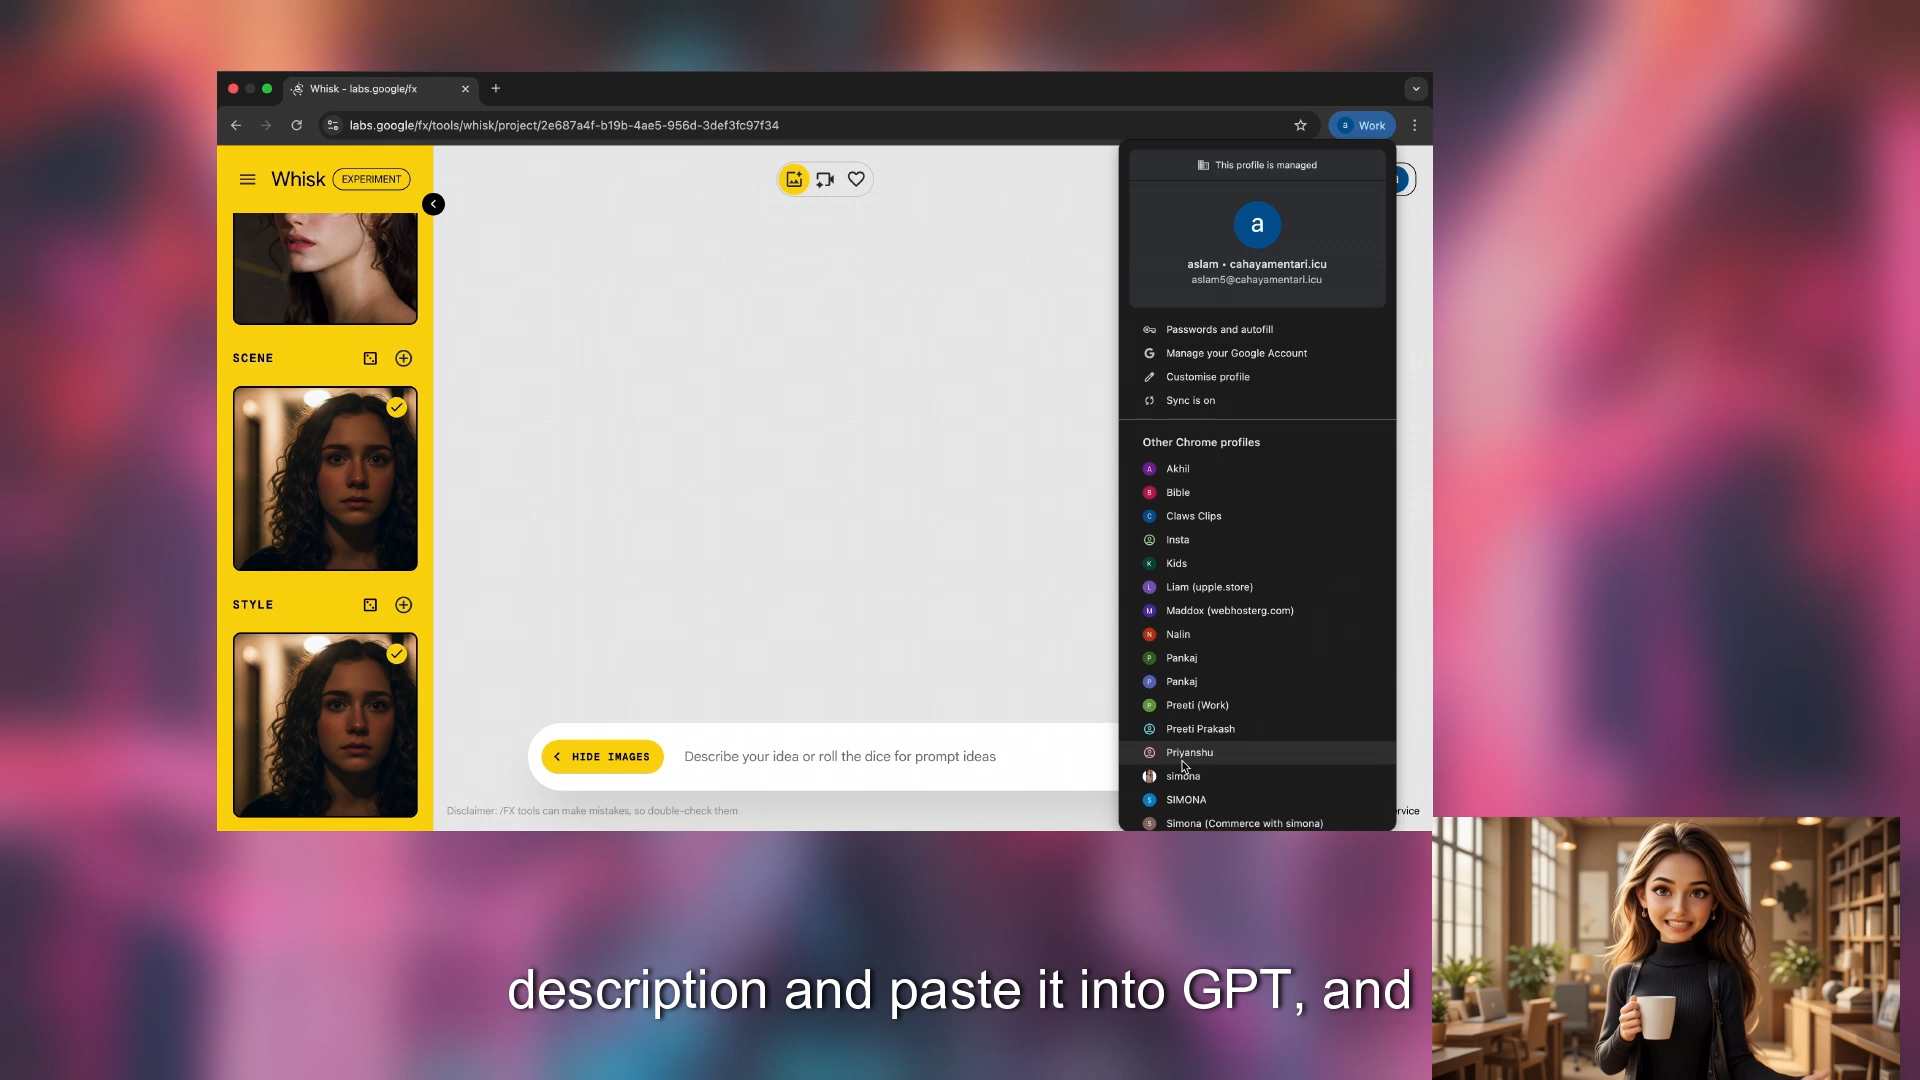 Whisk - labs.google/fx
labs.google/fx/tools/whisk/project/2e687a4f-b19b-4ae5-956d-3def3fc97f34
a Work
Whisk EXPERIMENT
SCENE
STYLE
HIDE IMAGES
Describe your idea or roll the dice for prompt ideas
Disclaimer: /FX tools can make mistakes, so double-check them
This profile is managed
a
aslam • cahayamentari.icu
aslam5@cahayamentari.icu
Passwords and autofill
G Manage your Google Account
Customise profile
Sync is on
Other Chrome profiles
A Akhil
B Bible
C Claws Clips
Insta
K Kids
L Liam (upple.store)
M Maddox (webhosterg.com)
N Nalin
P Pankaj
P Pankaj
P Preeti (Work)
Preeti Prakash
Priyanshu
simona
S SIMONA
S Simona (Commerce with simona)
description and paste it into GPT, and